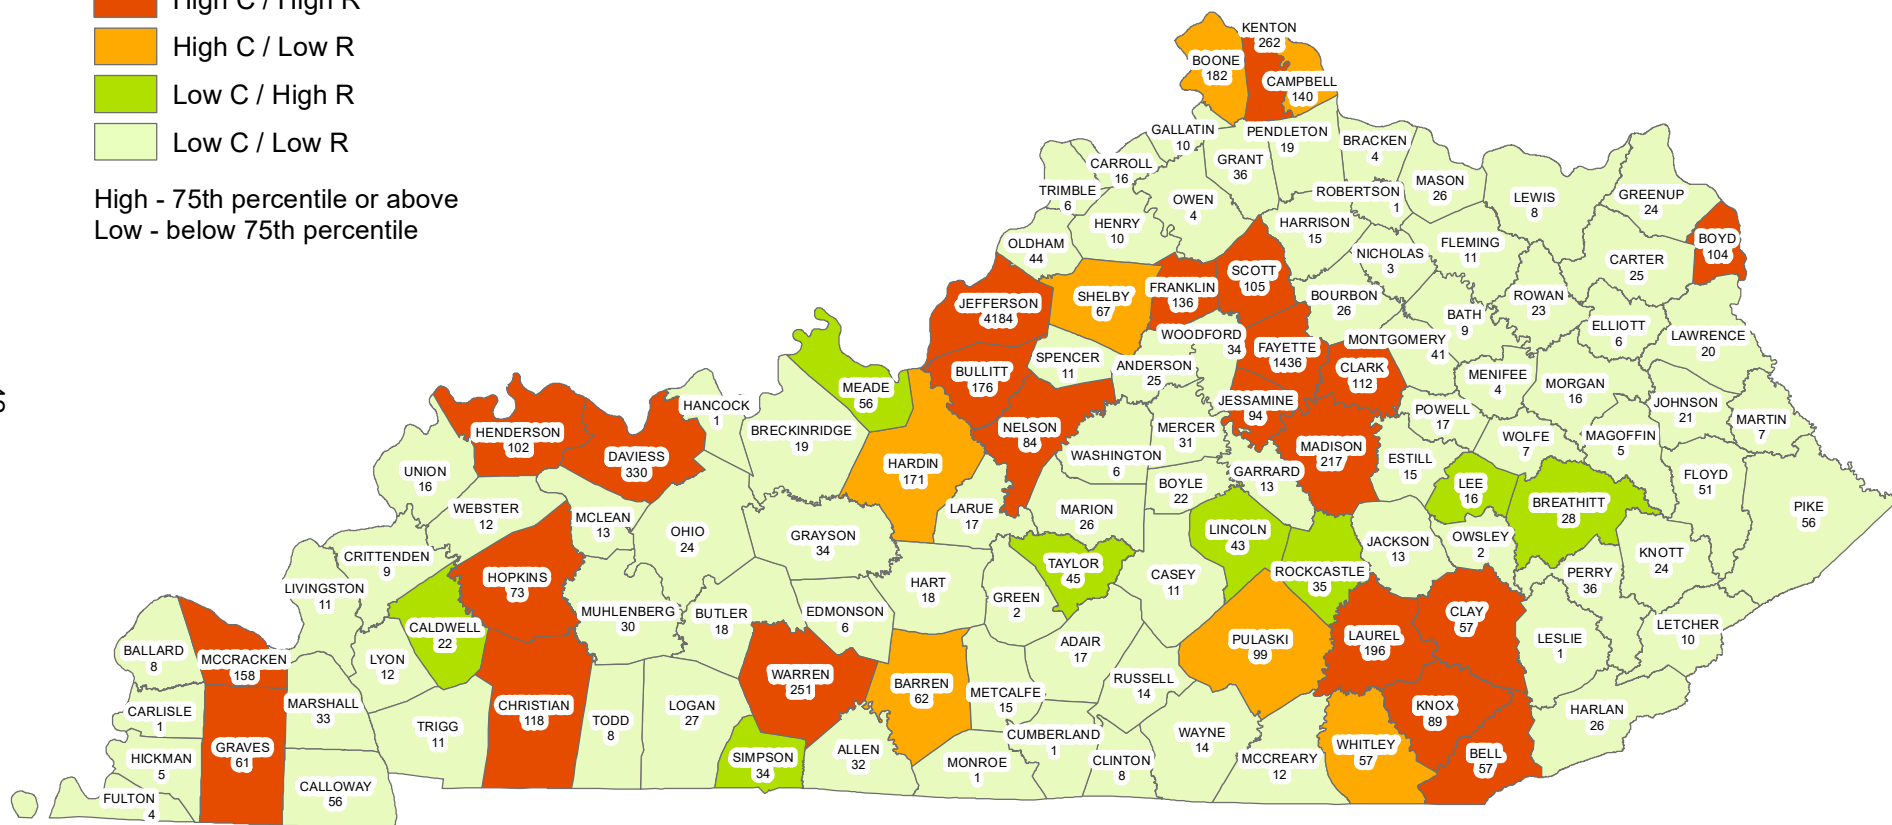 High C / High R
High C / Low R
Low C / High R
Low C / Low R
High - 75th percentile or above
Low - below 75th percentile
S
KENTON
262
BOONE
182
CAMPBELL
140
GALLATIN
10
PENDLETON
19
BRACKEN
4
CARROLL
16
GRANT
36
MASON
26
TRIMBLE
6
OWEN
4
ROBERTSON
1
LEWIS
8
GREENUP
24
HENRY
10
HARRISON
15
OLDHAM
44
NICHOLAS
3
FLEMING
11
BOYD
104
CARTER
25
SCOTT
105
FRANKLIN
136
SHELBY
67
JEFFERSON
4184
BOURBON
26
BATH
9
ROWAN
23
ELLIOTT
6
LAWRENCE
20
WOODFORD
34
FAYETTE
1436
MONTGOMERY
41
SPENCER
11
ANDERSON
25
CLARK
112
MENIFEE
4
MORGAN
16
BULLITT
176
MEADE
56
JESSAMINE
94
POWELL
17
JOHNSON
21
MARTIN
7
HANCOCK
1
HENDERSON
102
BRECKINRIDGE
19
NELSON
84
MERCER
31
MADISON
217
WOLFE
7
MAGOFFIN
5
DAVIESS
330
HARDIN
171
WASHINGTON
6
GARRARD
13
ESTILL
15
FLOYD
51
UNION
16
BOYLE
22
LEE
16
BREATHITT
28
PIKE
56
WEBSTER
12
MCLEAN
13
OHIO
24
GRAYSON
34
LARUE
17
MARION
26
LINCOLN
43
JACKSON
13
OWSLEY
2
KNOTT
24
CRITTENDEN
9
HOPKINS
73
TAYLOR
45
CASEY
11
ROCKCASTLE
35
PERRY
36
LIVINGSTON
11
HART
18
GREEN
2
CALDWELL
22
MUHLENBERG
30
BUTLER
18
EDMONSON
6
CLAY
57
LETCHER
10
LAUREL
196
LESLIE
1
PULASKI
99
ADAIR
17
BALLARD
8
MCCRACKEN
158
LYON
12
WARREN
251
BARREN
62
METCALFE
15
RUSSELL
14
CARLISLE
1
MARSHALL
33
CHRISTIAN
118
TODD
8
LOGAN
27
KNOX
89
HARLAN
26
TRIGG
11
GRAVES
61
HICKMAN
5
SIMPSON
34
ALLEN
32
CUMBERLAND
1
WAYNE
14
WHITLEY
57
BELL
57
MONROE
1
CLINTON
8
MCCREARY
12
CALLOWAY
56
FULTON
4